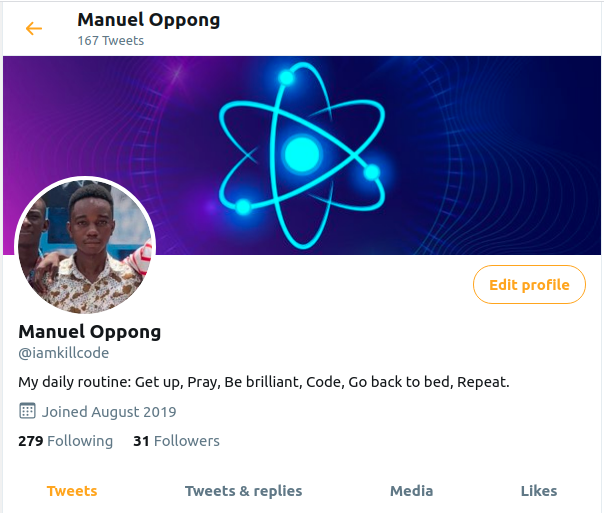 Manuel Oppong
167 Tweets
Edit profile
Manuel Oppong
@iamkillcode
My daily routine: Get up, Pray, Be brilliant, Code, Go back to bed, Repeat.
Joined August 2019
279 Following 31 Followers
Tweets Tweets & replies Media Likes